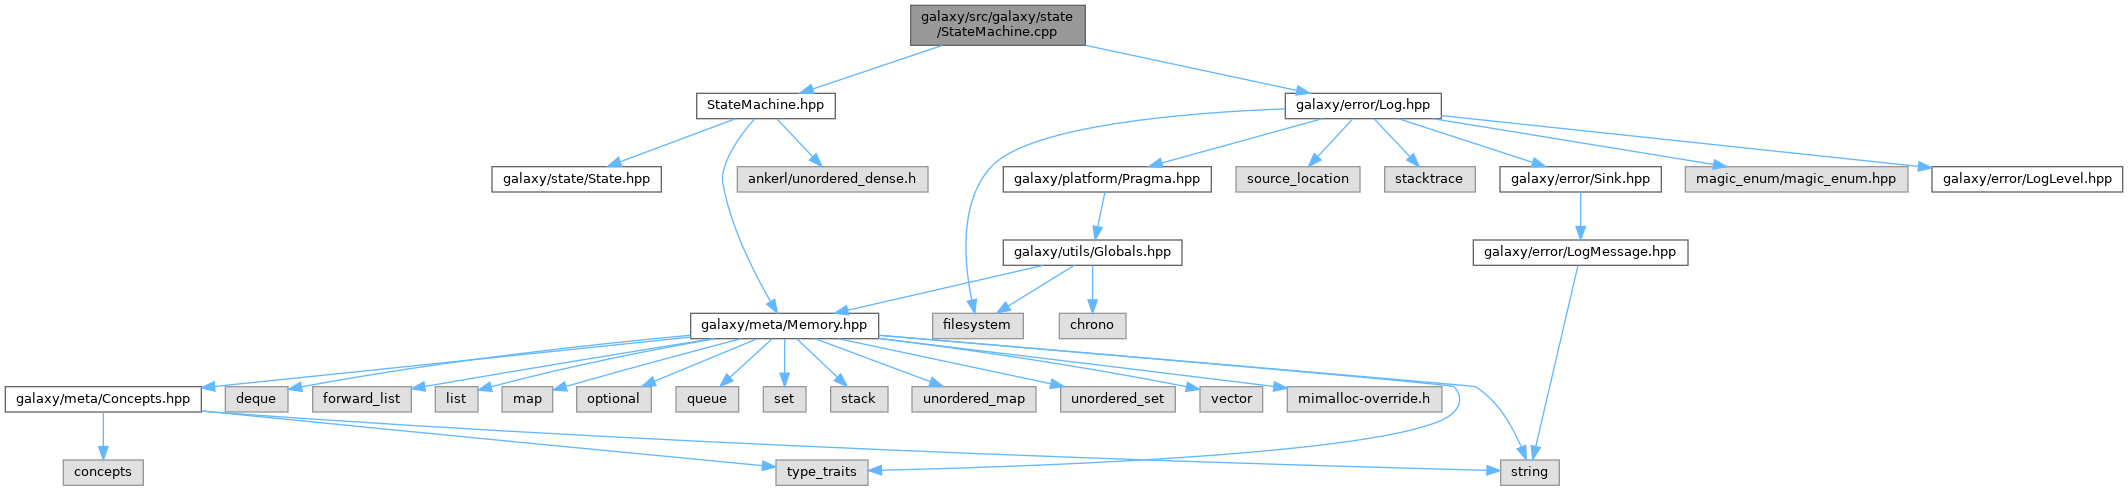 galaxy/src/galaxy/state
/StateMachine.cpp
StateMachine.hpp
galaxy/error/Log.hpp
galaxy/state/State.hpp
ankerl/unordered_dense.h
galaxy/platform/Pragma.hpp
source_location
stacktrace
galaxy/error/Sink.hpp
magic_enum/magic_enum.hpp
galaxy/error/LogLevel.hpp
galaxy/utils/Globals.hpp
galaxy/error/LogMessage.hpp
galaxy/meta/Memory.hpp
filesystem
chrono
galaxy/meta/Concepts.hpp
deque
forward_list
list
map
optional
queue
set
stack
unordered_map
unordered_set
vector
mimalloc-override.h
concepts
type_traits
string